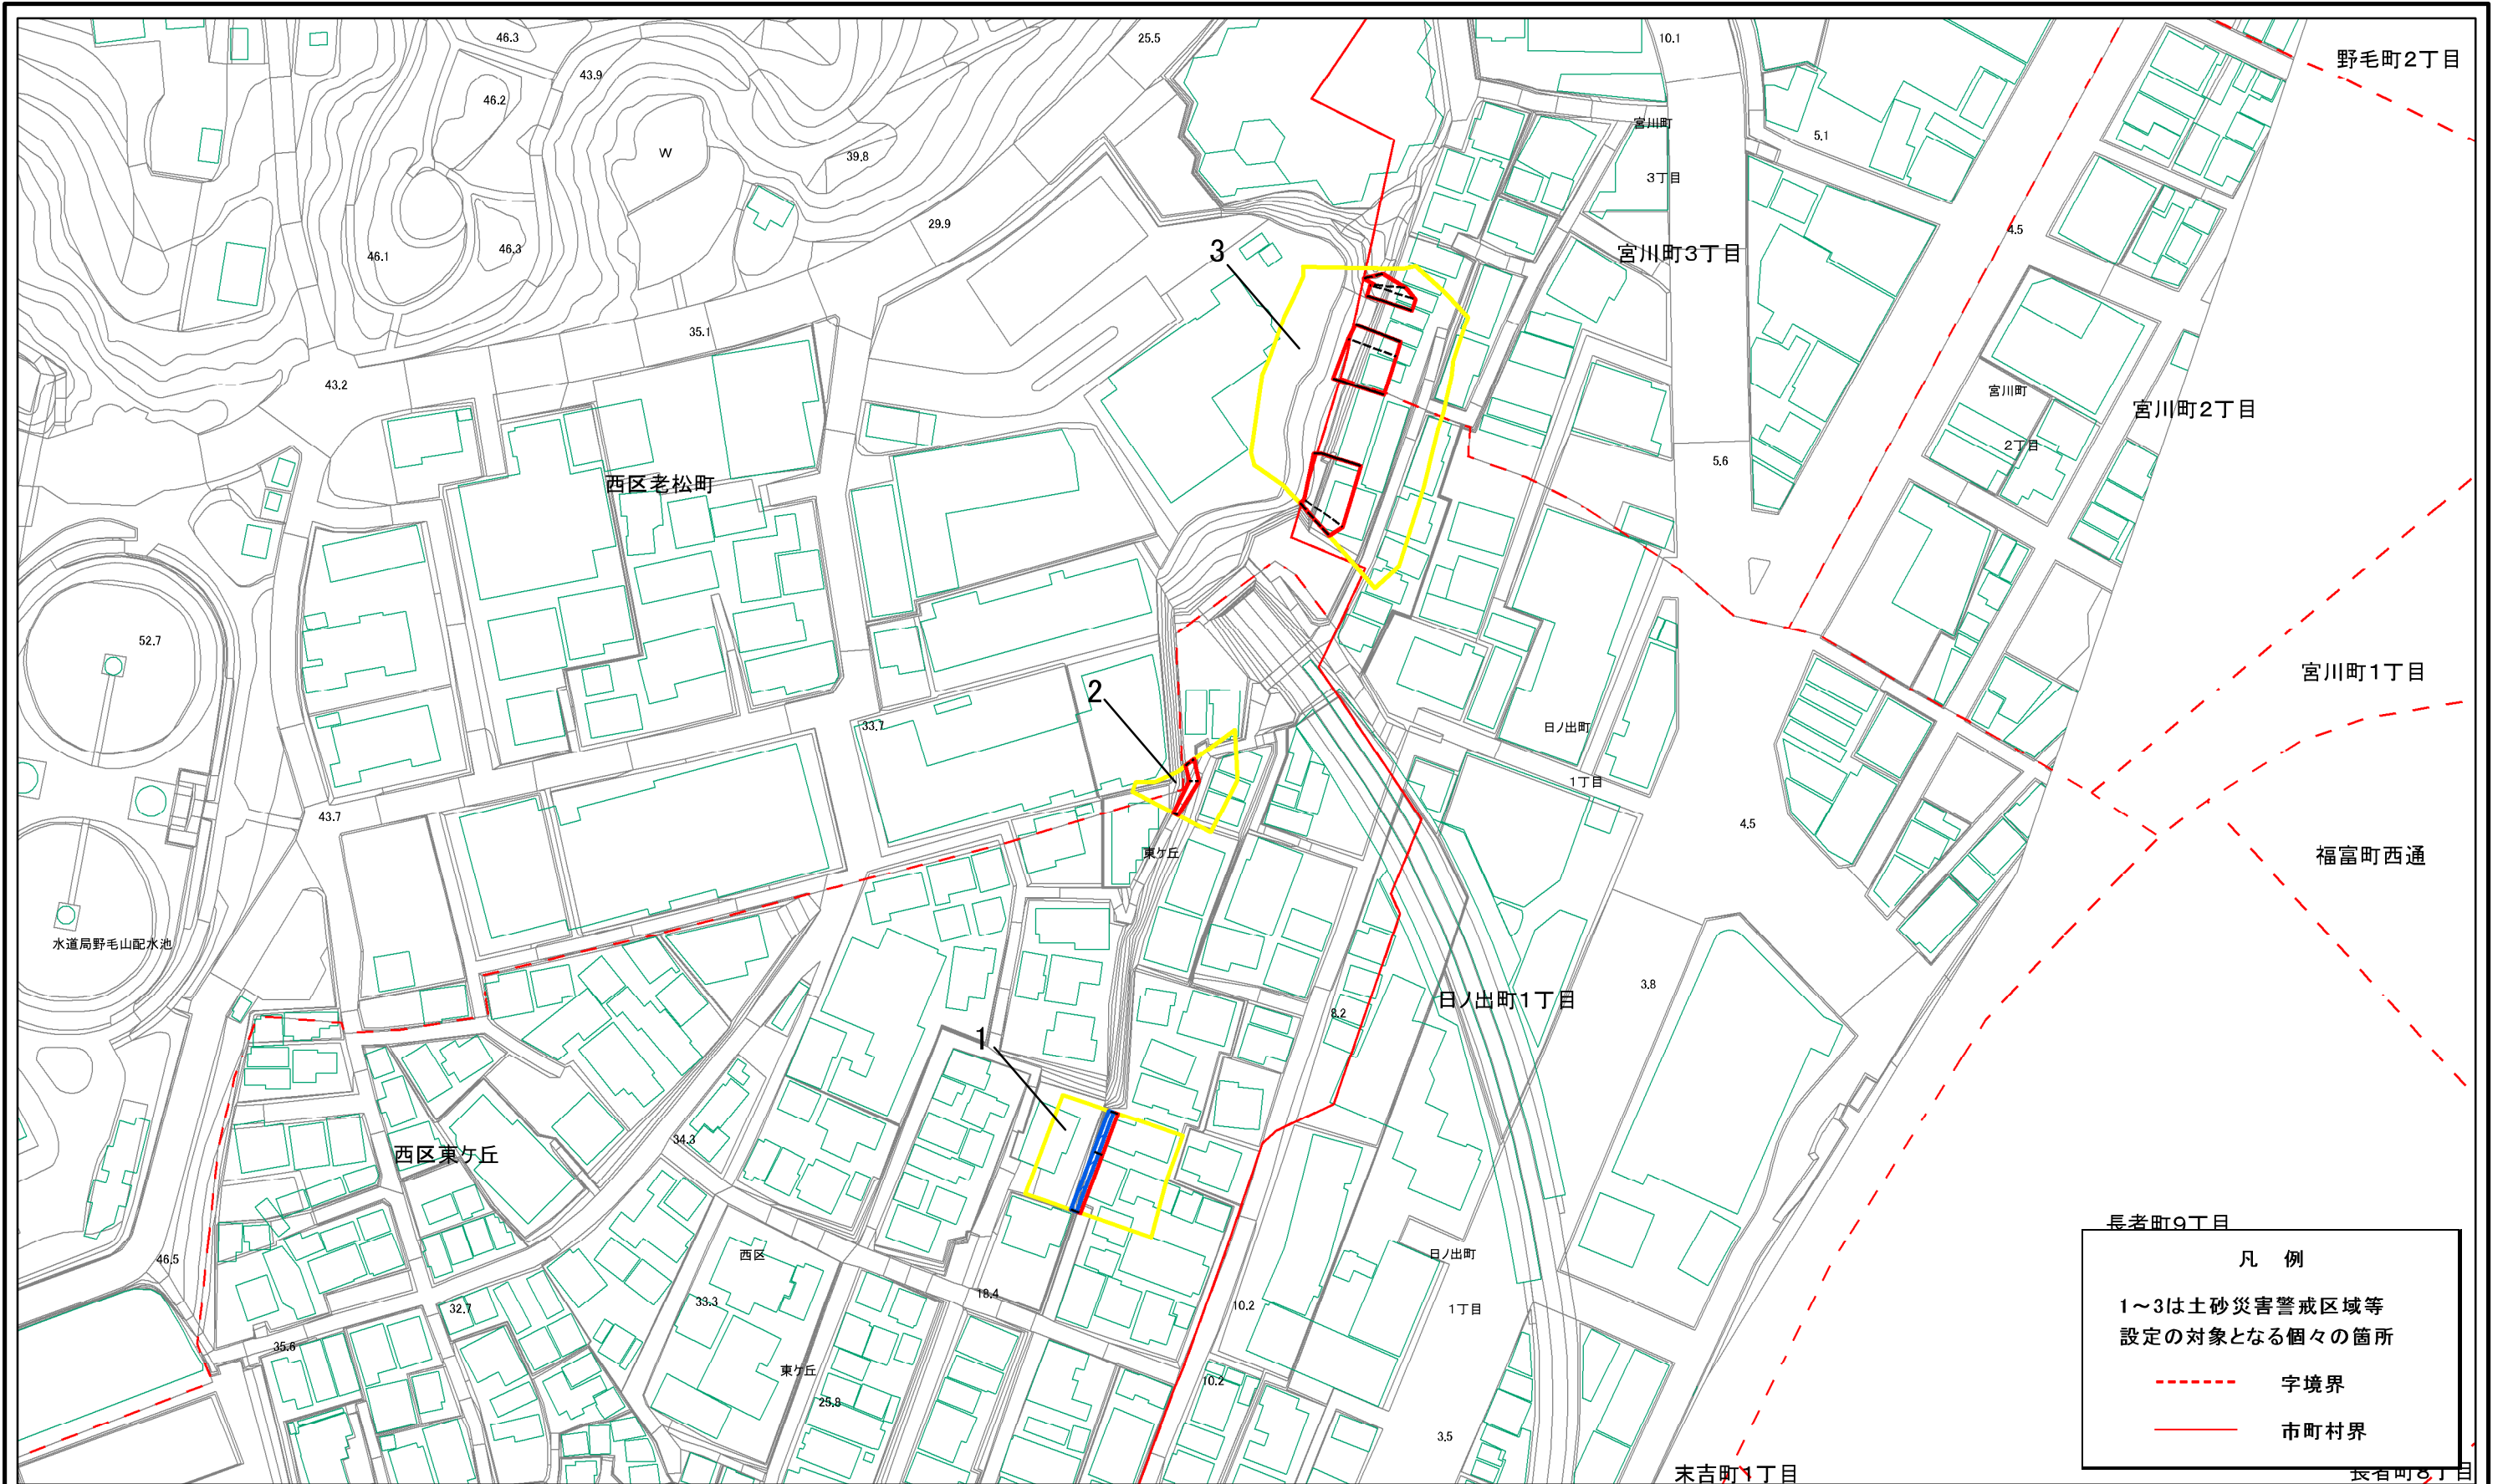 46.3
25.5
10.1
野毛町2丁目
43.9
46.2
宮川町
5.1
W
39.8
3丁目
29.9
4.5
46.3
46.1
3
宮川町3丁目
35.1
43.2
宮川町
宮川町2丁目
2丁目
5.6
西区老松町
52.7
宮川町1丁目
2
33.7
日ノ出町
1丁目
43.7
4.5
東ケ丘
福富町西通
水道局野毛山配水池
3.8
日ノ出町1丁目
8.2
1
34.3
西区東ケ丘
長者町9丁目
西区
日ノ出町
46.5
18.4
33.3
32.7
10.2
1丁目
35.6
東ケ丘
10.2
25.8
3.5
末吉町1丁目
長者町8丁目
凡 例
1~3は土砂災害警戒区域等
設定の対象となる個々の箇所
字境界
市町村界